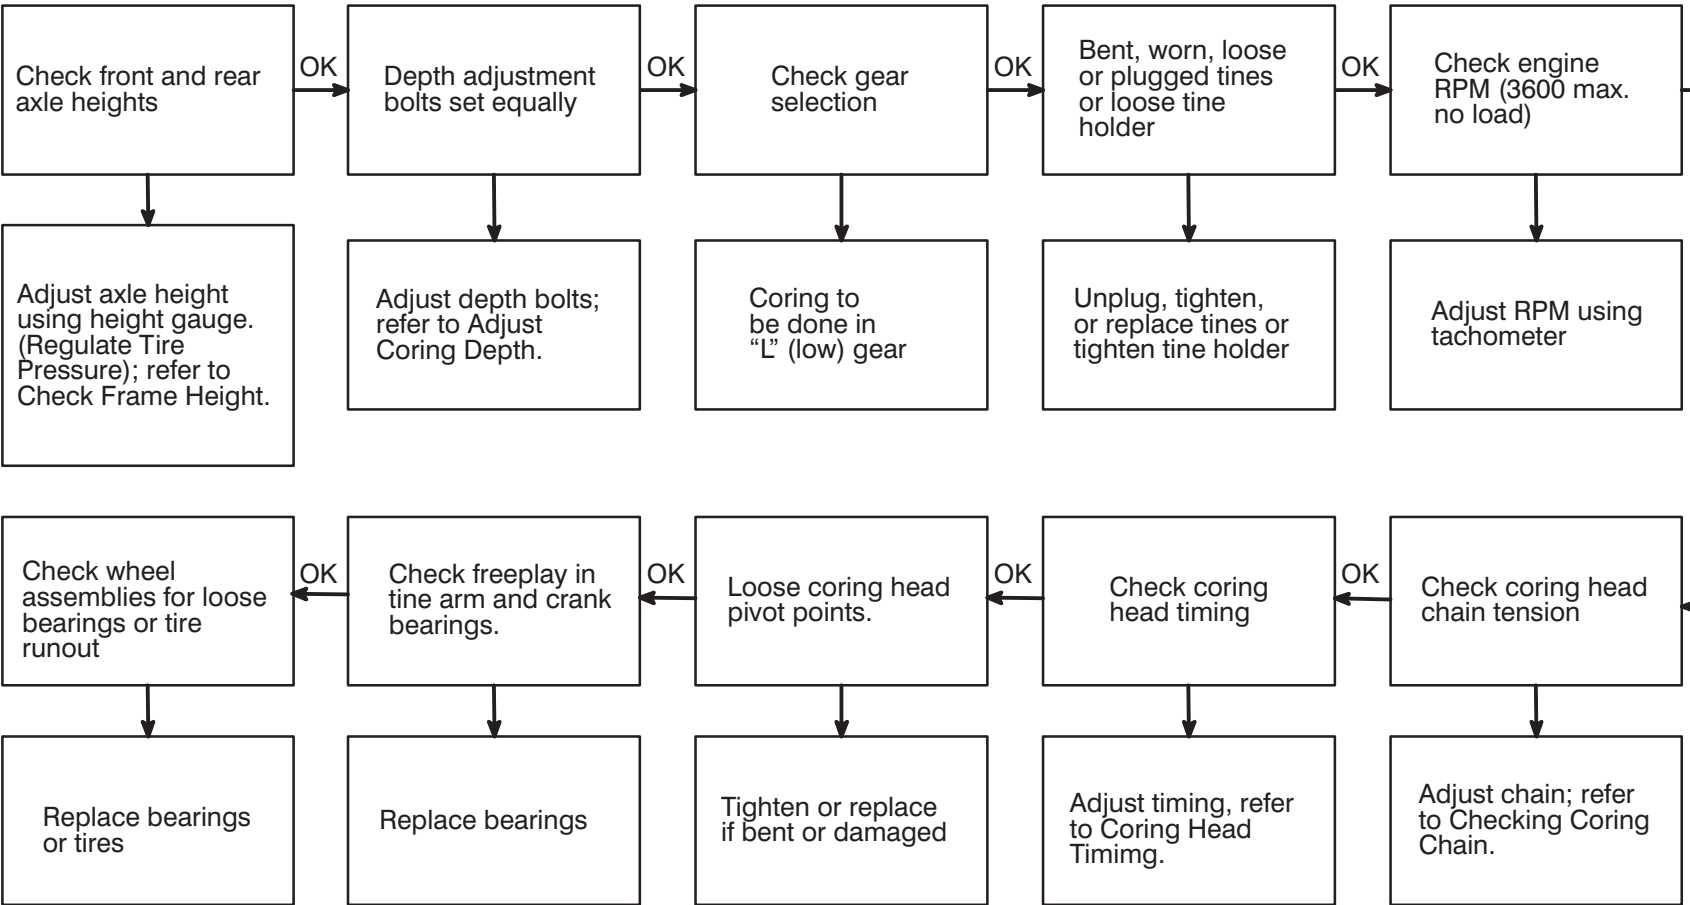 Check front and rear
axle heights
OK
Depth adjustment
bolts set equally
OK
Check gear
selection
OK
Bent, worn, loose
or plugged tines
or loose tine
holder
OK
Check engine
RPM (3600 max.
no load)
Adjust axle height
using height gauge.
(Regulate Tire
Pressure); refer to
Check Frame Height.
Adjust depth bolts;
refer to Adjust
Coring Depth.
Coring to
be done in
“L” (low) gear
Unplug, tighten,
or replace tines or
tighten tine holder
Adjust RPM using
tachometer
Check wheel
assemblies for loose
bearings or tire
runout
OK
Check freeplay in
tine arm and crank
bearings.
OK
Loose coring head
pivot points.
OK
Check coring
head timing
OK
Check coring head
chain tension
Replace bearings
or tires
Replace bearings
Tighten or replace
if bent or damaged
Adjust timing, refer
to Coring Head
Timimg.
Adjust chain; refer
to Checking Coring
Chain.